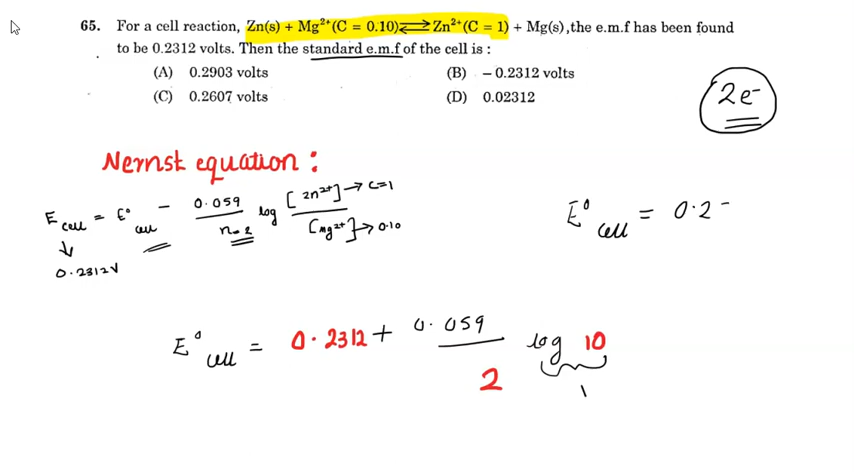 65. For a cell reaction, Zn(s) + Mg²⁺(C = 0.10)⇌Zn²⁺(C = 1) + Mg(s), the e.m.f has been found
to be 0.2312 volts. Then the standard e.m.f of the cell is :
(A) 0.2903 volts (B) – 0.2312 volts
(C) 0.2607 volts (D) 0.02312
2e⁻
Nernst equation :
E cell = E° cell - 0.059 / n=2 log [Zn²⁺]→C=1 / [Mg²⁺]→0.10
0.2312V
E° cell = 0.2-
E° cell = 0.2312 + 0.059 / 2 log 10
1